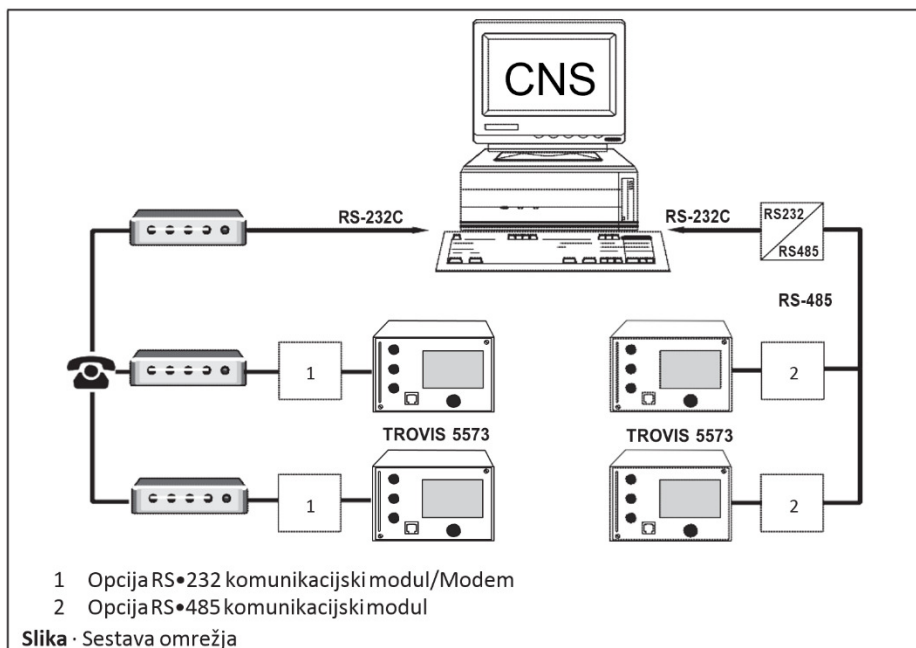 CNS
RS-232C
RS-232C
RS232
RS485
RS-485
1
2
TROVIS 5573
TROVIS 5573
1
2
1 Opcija RS•232 komunikacijski modul/Modem
2 Opcija RS•485 komunikacijski modul
Slika · Sestava omrežja